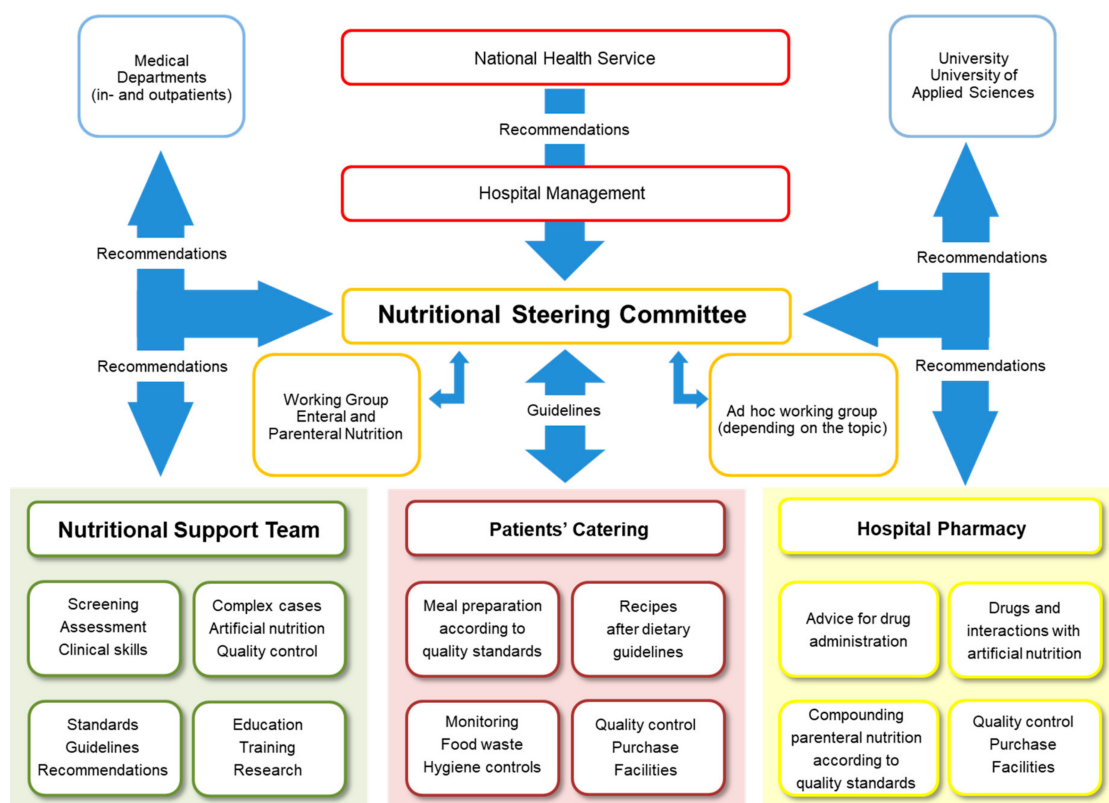 Medical
Departments
(in- and outpatients)
National Health Service
University
University of
Applied Sciences
Recommendations
Hospital Management
Recommendations
Recommendations
Nutritional Steering Committee
Recommendations
Recommendations
Working Group
Enteral and
Parenteral Nutrition
Guidelines
Ad hoc working group
(depending on the topic)
Nutritional Support Team
Screening
Assessment
Clinical skills
Complex cases
Artificial nutrition
Quality control
Standards
Guidelines
Recommendations
Education
Training
Research
Patients' Catering
Meal preparation
according to
quality standards
Recipes
after dietary
guidelines
Monitoring
Food waste
Hygiene controls
Quality control
Purchase
Facilities
Hospital Pharmacy
Advice for drug
administration
Drugs and
interactions with
artificial nutrition
Compounding
parenteral nutrition
according to
quality standards
Quality control
Purchase
Facilities